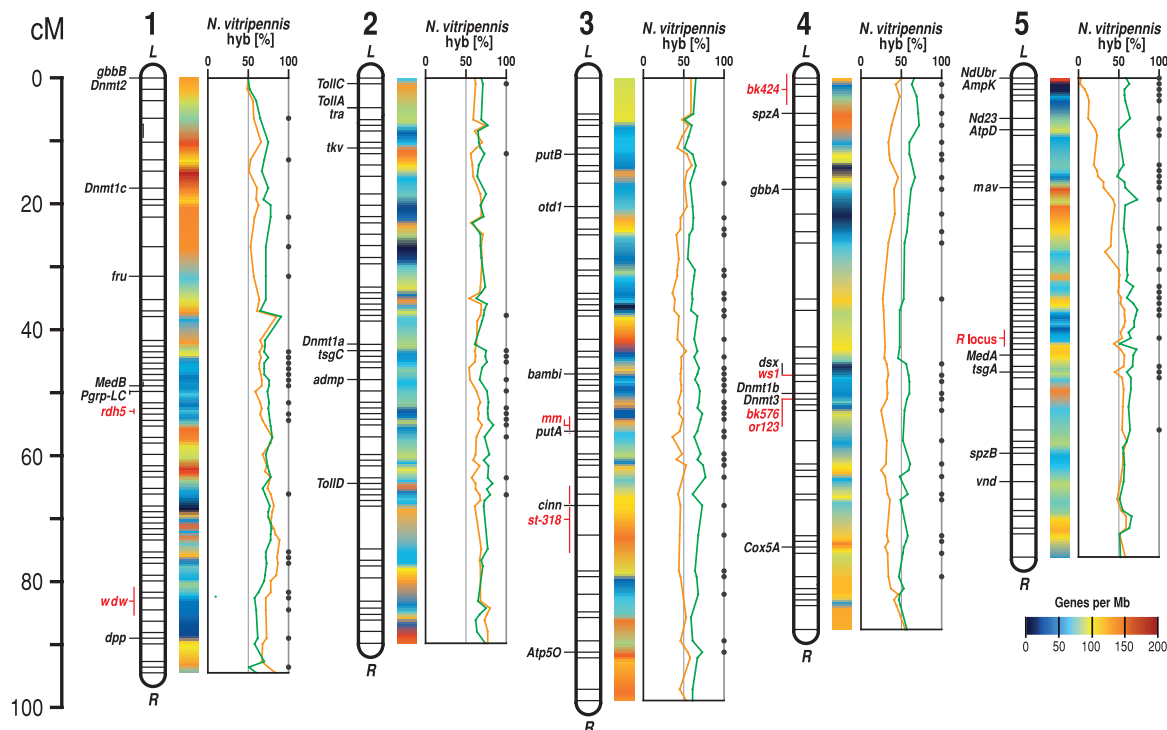 cM
0
20
40
60
80
100
1
N. vitripennis
hyb [%]
L
0 50 100
gbbB
Dnmt2
Dnmt1c
fru
MedB
Pgrp-LC
rdh5
wdw
dpp
R
2
N. vitripennis
hyb [%]
L
0 50 100
TollC
TollA
tra
tkv
Dnmt1a
tsgC
admp
TollD
R
3
N. vitripennis
hyb [%]
L
0 50 100
putB
otd1
bambi
mm
putA
cinn
st-318
Atp5O
R
4
N. vitripennis
hyb [%]
L
0 50 100
bk424
spzA
gbbA
dsx
ws1
Dnmt1b
Dnmt3
bk576
or123
Cox5A
R
5
N. vitripennis
hyb [%]
L
0 50 100
NdUbr
AmpK
Nd23
AtpD
mav
R locus
MedA
tsgA
spzB
vnd
R
Genes per Mb
0 50 100 150 200